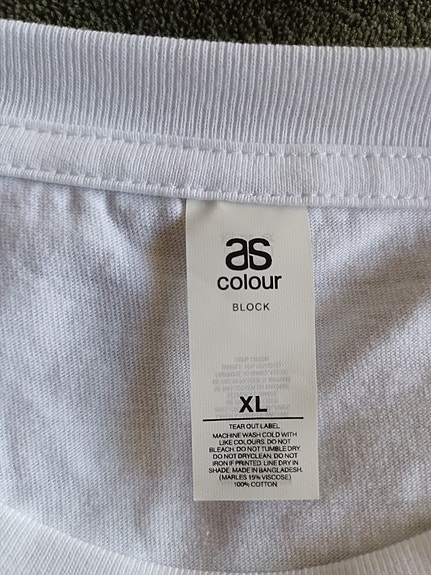 as
colour
BLOCK
XL
TEAR OUT LABEL
MACHINE WASH COLD WITH
LIKE COLOURS. DO NOT
BLEACH. DO NOT TUMBLE DRY.
DO NOT DRYCLEAN. DO NOT
IRON IF PRINTED. LINE DRY IN
SHADE. MADE IN BANGLADESH.
(MARLES 15% VISCOSE)
100% COTTON